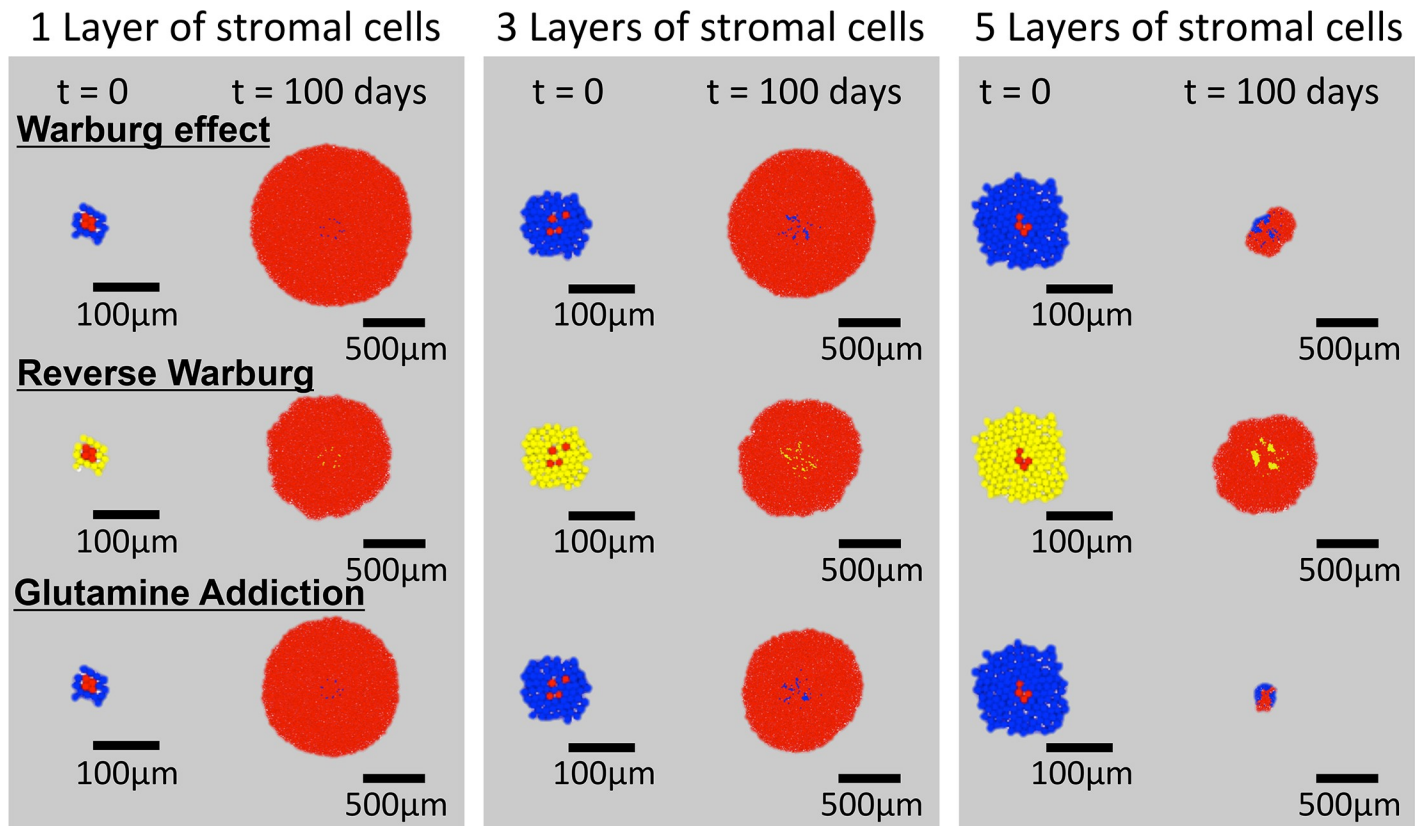 1 Layer of stromal cells
3 Layers of stromal cells
5 Layers of stromal cells
t = 0
t = 100 days
t = 0
t = 100 days
t = 0
t = 100 days
Warburg effect
100μm
500μm
100μm
500μm
100μm
500μm
Reverse Warburg
100μm
500μm
100μm
500μm
100μm
500μm
Glutamine Addiction
100μm
500μm
100μm
500μm
100μm
500μm